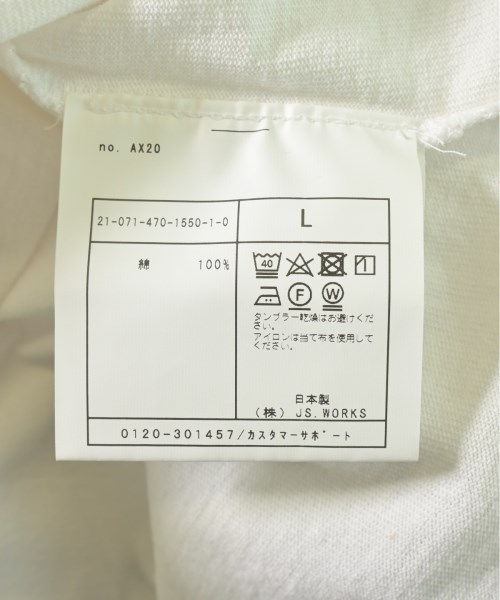 no. AX20
21-071-470-1550-1-0
L
綿 100%
40
F W
タンブラー乾燥はお避けくだ
さい。
アイロンは当て布を使用して
ください。
日本製
(株) JS.WORKS
0120-301457/カスタマーサポート